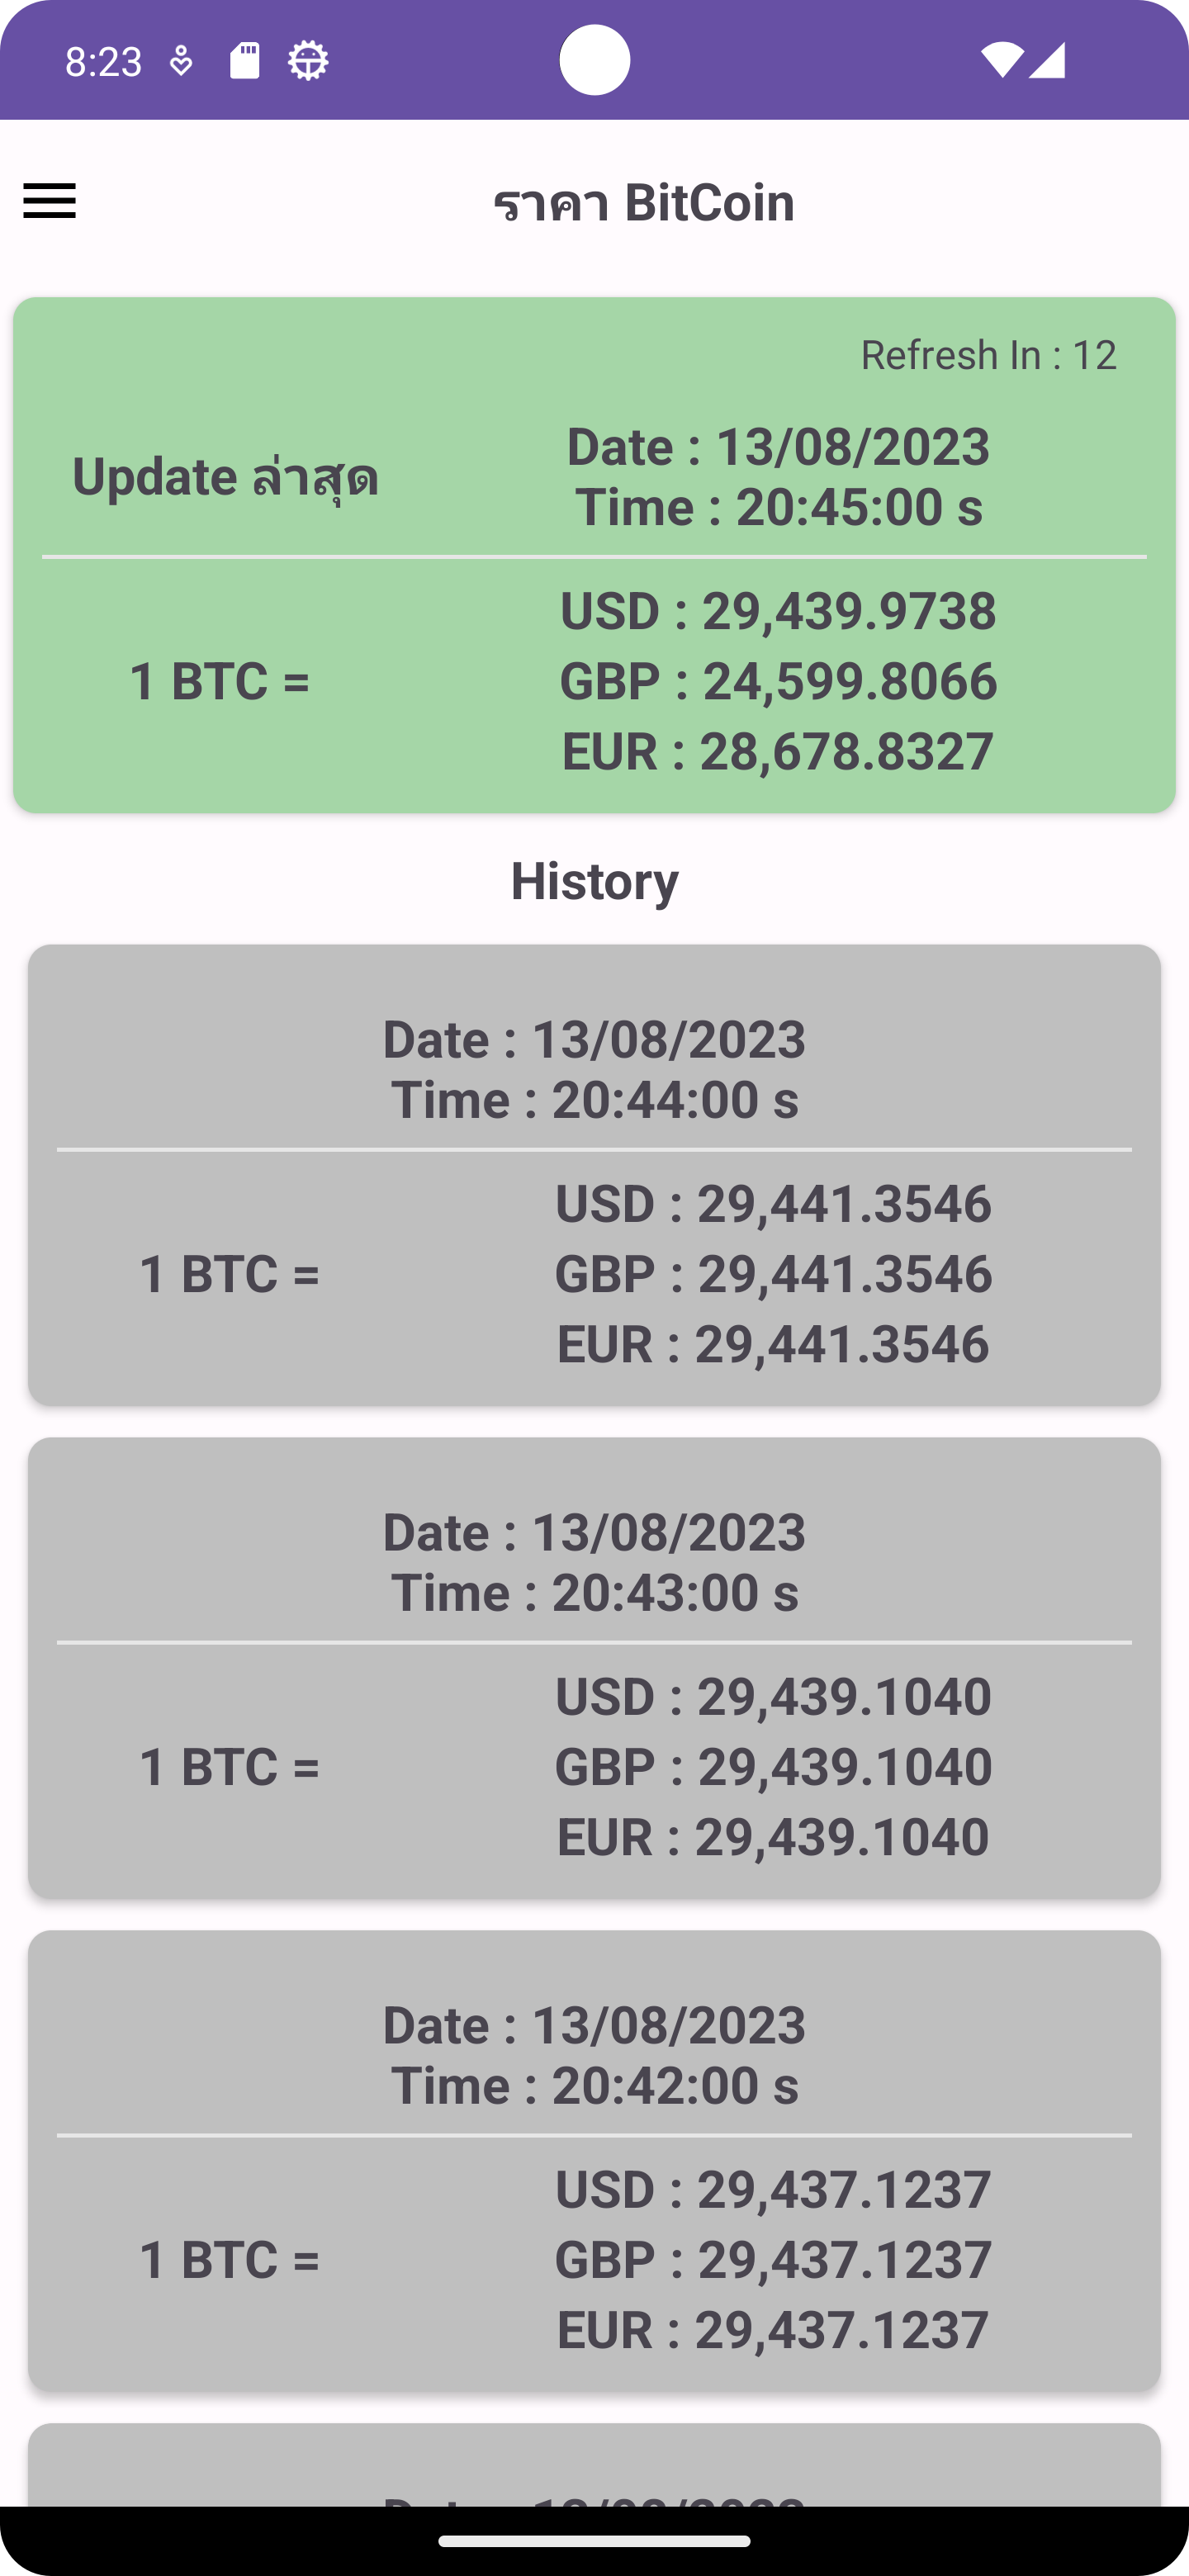 8:23
ราคา BitCoin
Refresh In : 12
Update ล่าสุด
Date : 13/08/2023
Time : 20:45:00 s
1 BTC =
USD : 29,439.9738
GBP : 24,599.8066
EUR : 28,678.8327
History
Date : 13/08/2023
Time : 20:44:00 s
1 BTC =
USD : 29,441.3546
GBP : 29,441.3546
EUR : 29,441.3546
Date : 13/08/2023
Time : 20:43:00 s
1 BTC =
USD : 29,439.1040
GBP : 29,439.1040
EUR : 29,439.1040
Date : 13/08/2023
Time : 20:42:00 s
1 BTC =
USD : 29,437.1237
GBP : 29,437.1237
EUR : 29,437.1237